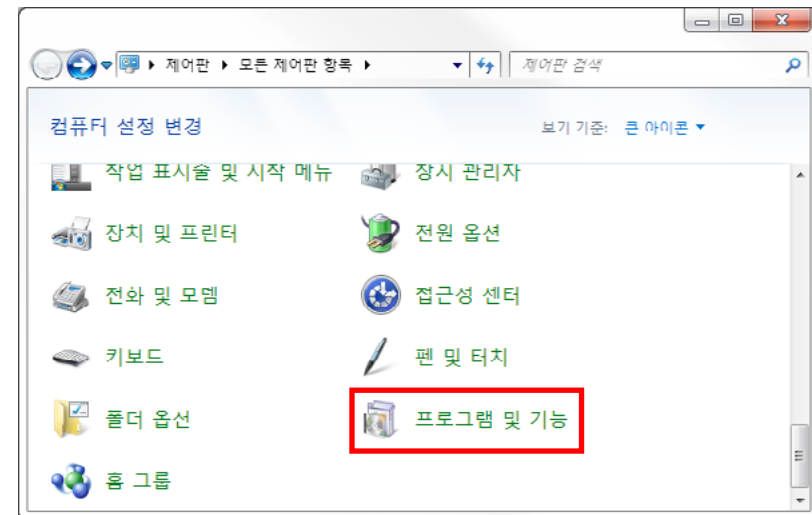 제어판 ▸ 모든 제어판 항목 ▸
제어판 검색
컴퓨터 설정 변경
보기 기준: 큰 아이콘
작업 표시줄 및 시작 메뉴
장치 관리자
장치 및 프린터
전원 옵션
전화 및 모뎀
접근성 센터
키보드
펜 및 터치
폴더 옵션
프로그램 및 기능
홈 그룹